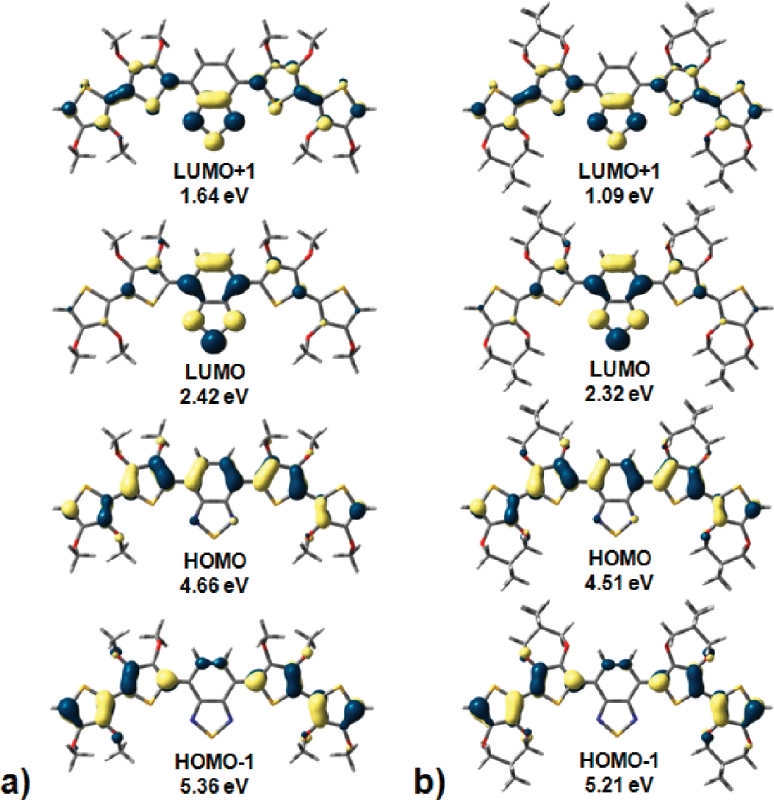 LUMO+1
1.64 eV
LUMO
2.42 eV
HOMO
4.66 eV
HOMO-1
5.36 eV
a)
LUMO+1
1.09 eV
LUMO
2.32 eV
HOMO
4.51 eV
HOMO-1
5.21 eV
b)